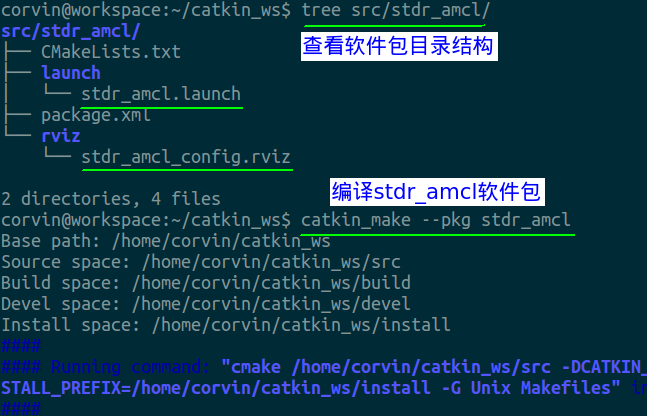 corvin@workspace:~/catkin_ws$ tree src/stdr_amcl/
查看软件包目录结构
src/stdr_amcl/
├── CMakeLists.txt
├── launch
│   └── stdr_amcl.launch
├── package.xml
└── rviz
    └── stdr_amcl_config.rviz
2 directories, 4 files
编译stdr_amcl软件包
corvin@workspace:~/catkin_ws$ catkin_make --pkg stdr_amcl
Base path: /home/corvin/catkin_ws
Source space: /home/corvin/catkin_ws/src
Build space: /home/corvin/catkin_ws/build
Devel space: /home/corvin/catkin_ws/devel
Install space: /home/corvin/catkin_ws/install
####
#### Running command: "cmake /home/corvin/catkin_ws/src -DCATKIN_
STALL_PREFIX=/home/corvin/catkin_ws/install -G Unix Makefiles" in
####